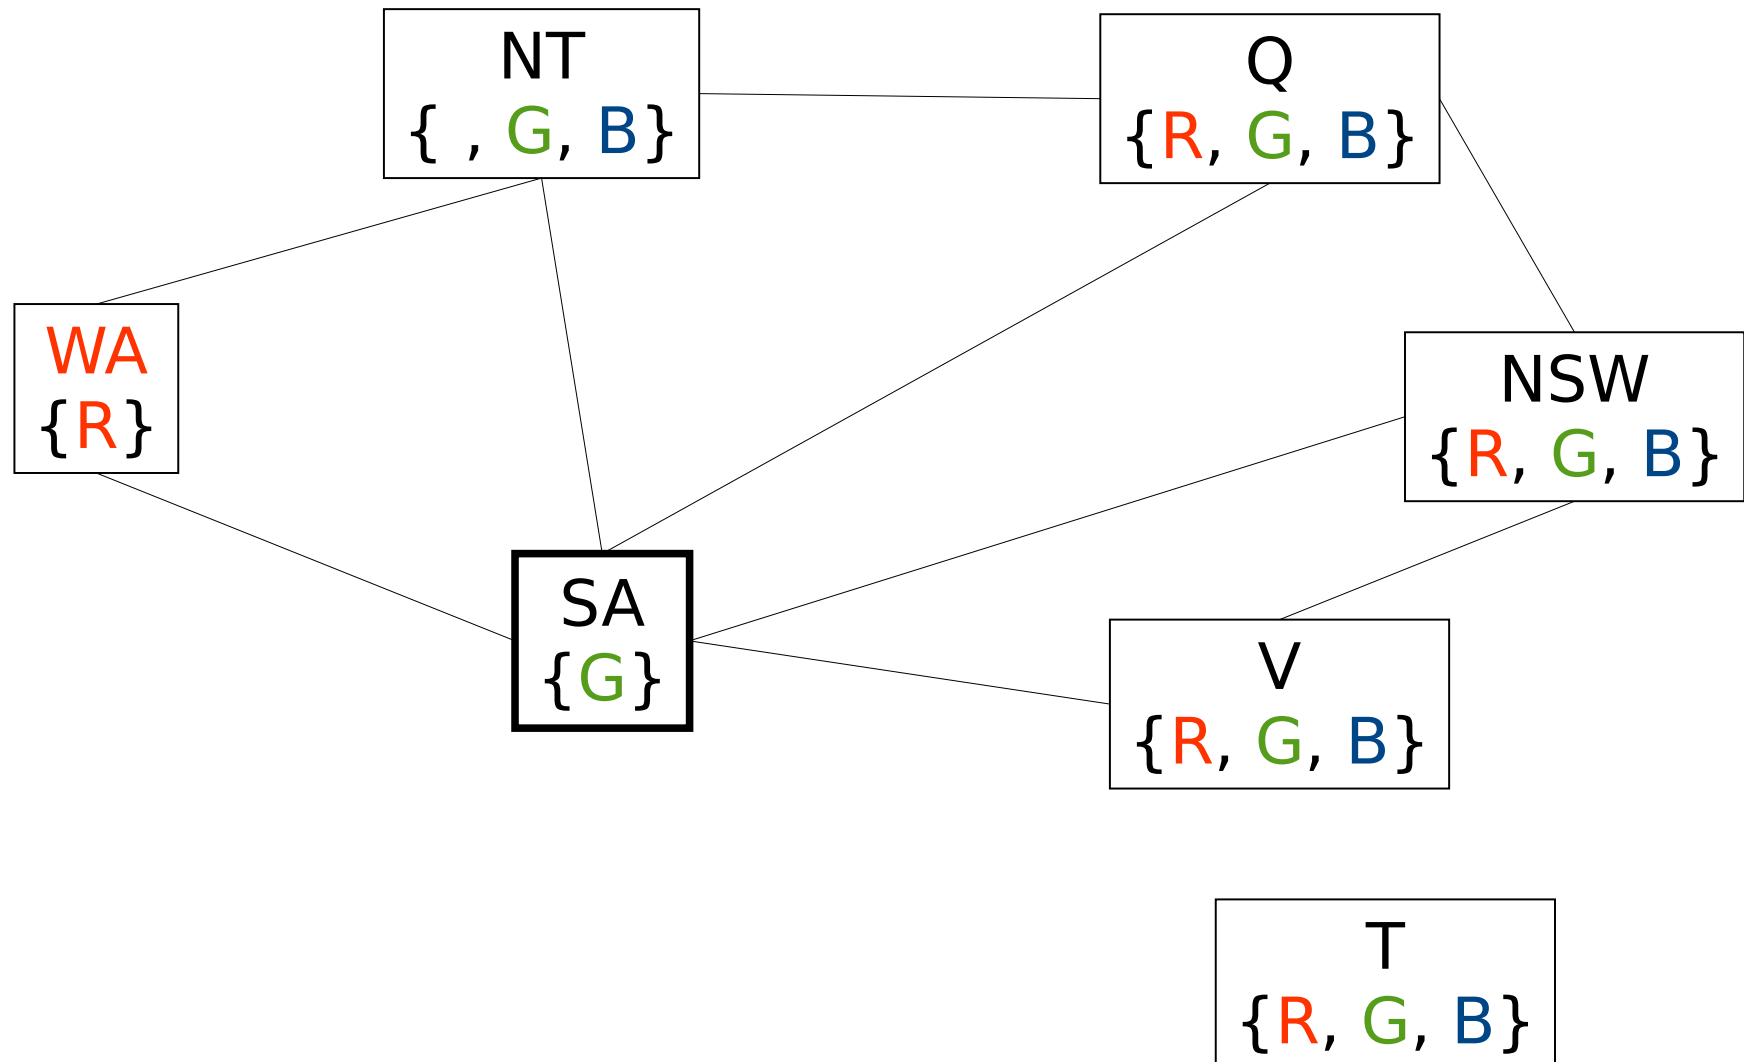 NT
{ , G, B}
Q
{R, G, B}
WA
{R}
NSW
{R, G, B}
SA
{G}
V
{R, G, B}
T
{R, G, B}